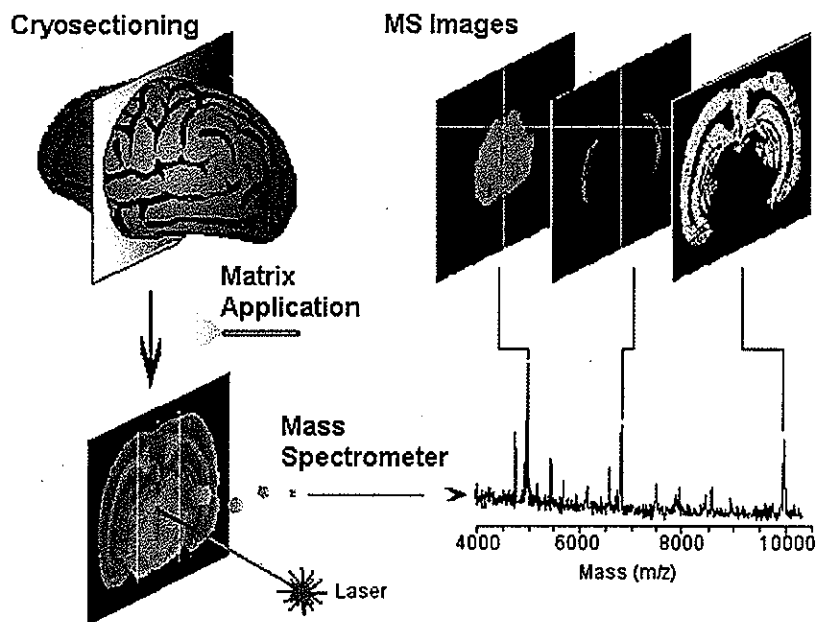 Cryosectioning
MS Images
Matrix
Application
Mass
Spectrometer
Laser
4000 6000 8000 10000
Mass (m/z)